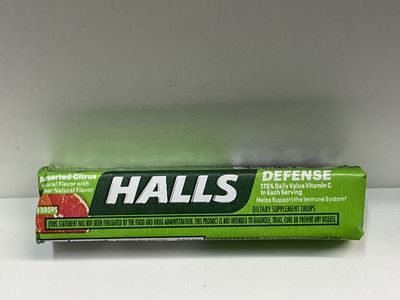 Assorted Citrus
ural Flavor with
her Natural Flavor
9 DROPS
HALLS
DEFENSE
175% Daily Value Vitamin C
In Each Serving
Helps Support the Immune System†
DIETARY SUPPLEMENT DROPS
†THIS STATEMENT HAS NOT BEEN EVALUATED BY THE FOOD AND DRUG ADMINISTRATION. THIS PRODUCT IS NOT INTENDED TO DIAGNOSE, TREAT, CURE OR PREVENT ANY DISEASE.